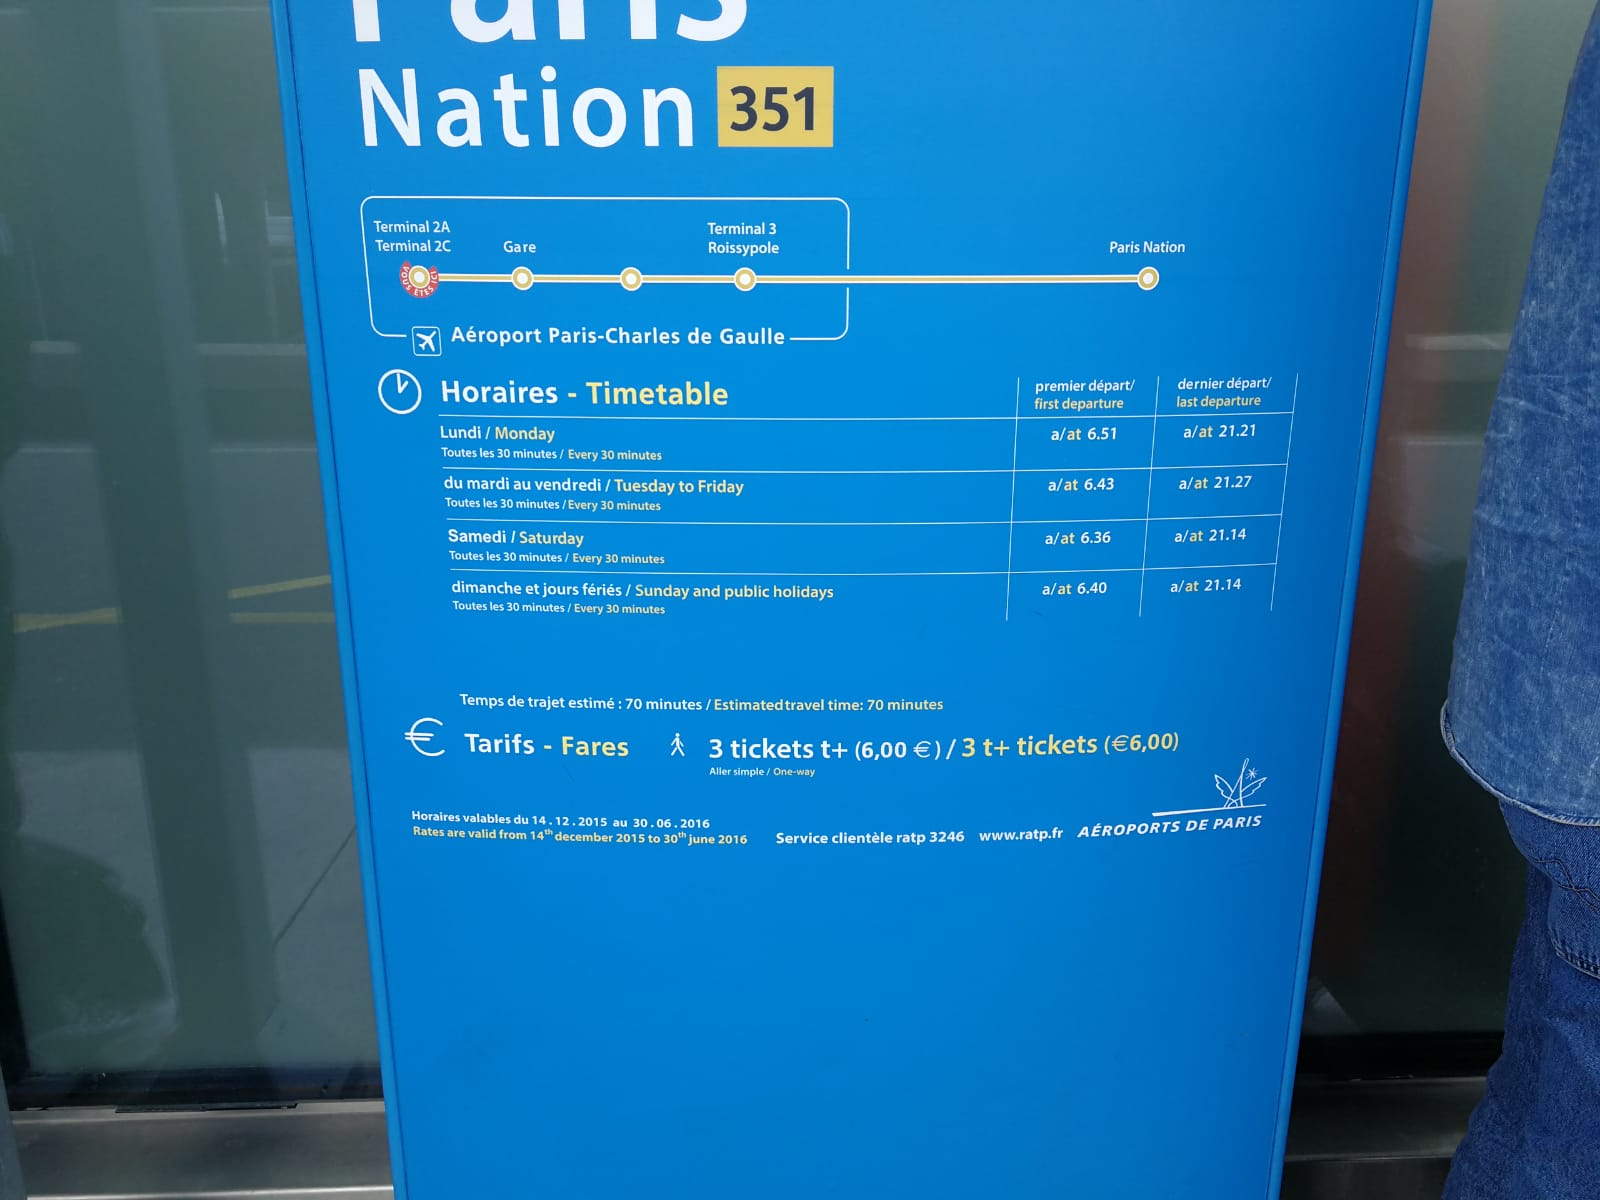 Paris
Nation 351
Terminal 2A
Terminal 2C
Gare
Terminal 3
Roissypole
Paris Nation
VOUS ÊTES ICI
Aéroport Paris-Charles de Gaulle
Horaires - Timetable
premier départ/
first departure
dernier départ/
last departure
Lundi / Monday
Toutes les 30 minutes / Every 30 minutes
a/at 6.51
a/at 21.21
du mardi au vendredi / Tuesday to Friday
Toutes les 30 minutes / Every 30 minutes
a/at 6.43
a/at 21.27
Samedi / Saturday
Toutes les 30 minutes / Every 30 minutes
a/at 6.36
a/at 21.14
dimanche et jours fériés / Sunday and public holidays
Toutes les 30 minutes / Every 30 minutes
a/at 6.40
a/at 21.14
Temps de trajet estimé : 70 minutes / Estimated travel time: 70 minutes
€ Tarifs - Fares
3 tickets t+ (6,00 €) / 3 t+ tickets (€6,00)
Aller simple / One-way
Horaires valables du 14 . 12 . 2015 au 30 . 06 . 2016
Rates are valid from 14th december 2015 to 30th june 2016
Service clientèle ratp 3246 www.ratp.fr
AÉROPORTS DE PARIS